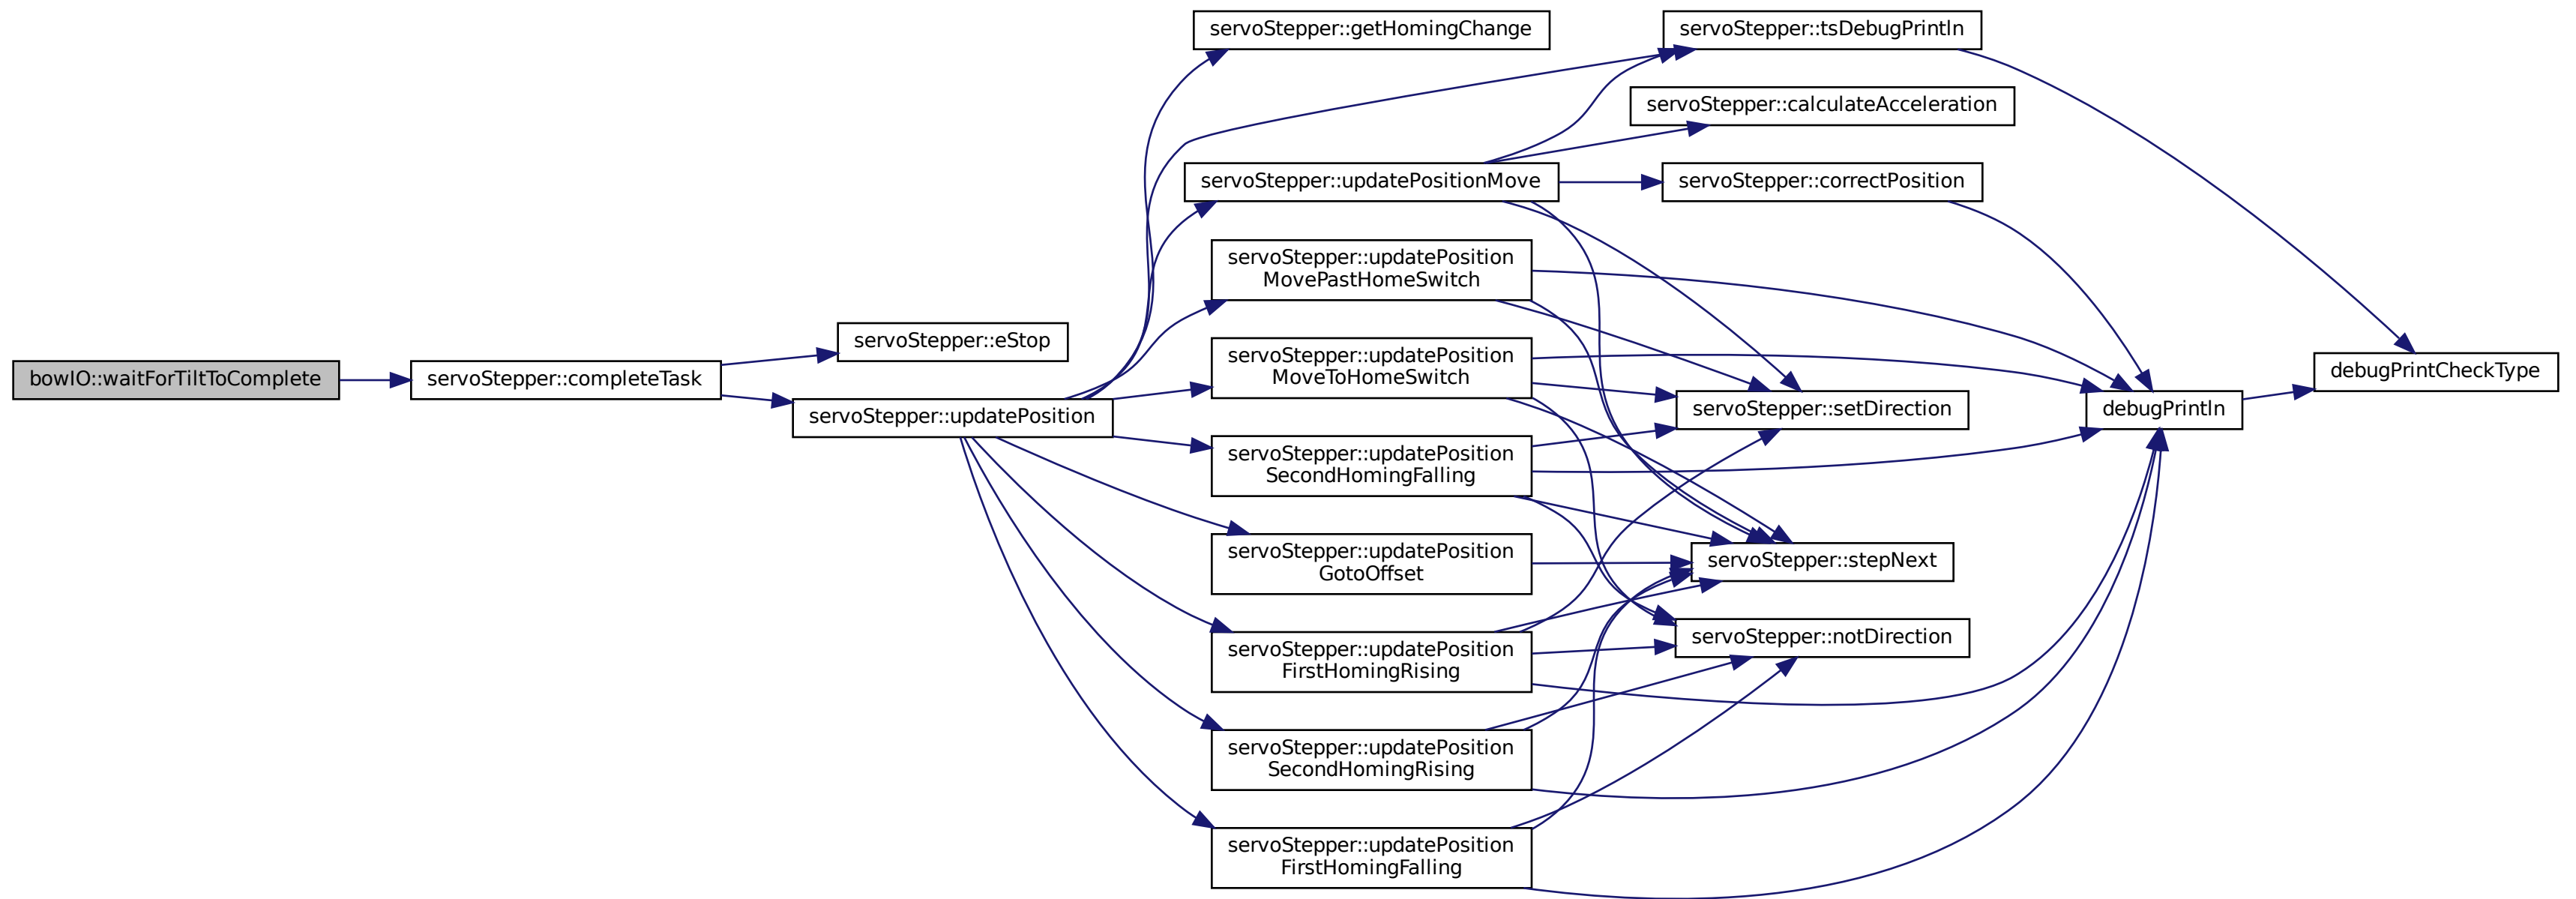 bowIO::waitForTiltToComplete
servoStepper::completeTask
servoStepper::eStop
servoStepper::updatePosition
servoStepper::getHomingChange
servoStepper::updatePositionMove
servoStepper::updatePosition
MovePastHomeSwitch
servoStepper::updatePosition
MoveToHomeSwitch
servoStepper::updatePosition
SecondHomingFalling
servoStepper::updatePosition
GotoOffset
servoStepper::updatePosition
FirstHomingRising
servoStepper::updatePosition
SecondHomingRising
servoStepper::updatePosition
FirstHomingFalling
servoStepper::tsDebugPrintln
servoStepper::calculateAcceleration
servoStepper::correctPosition
servoStepper::setDirection
servoStepper::stepNext
servoStepper::notDirection
debugPrintln
debugPrintCheckType